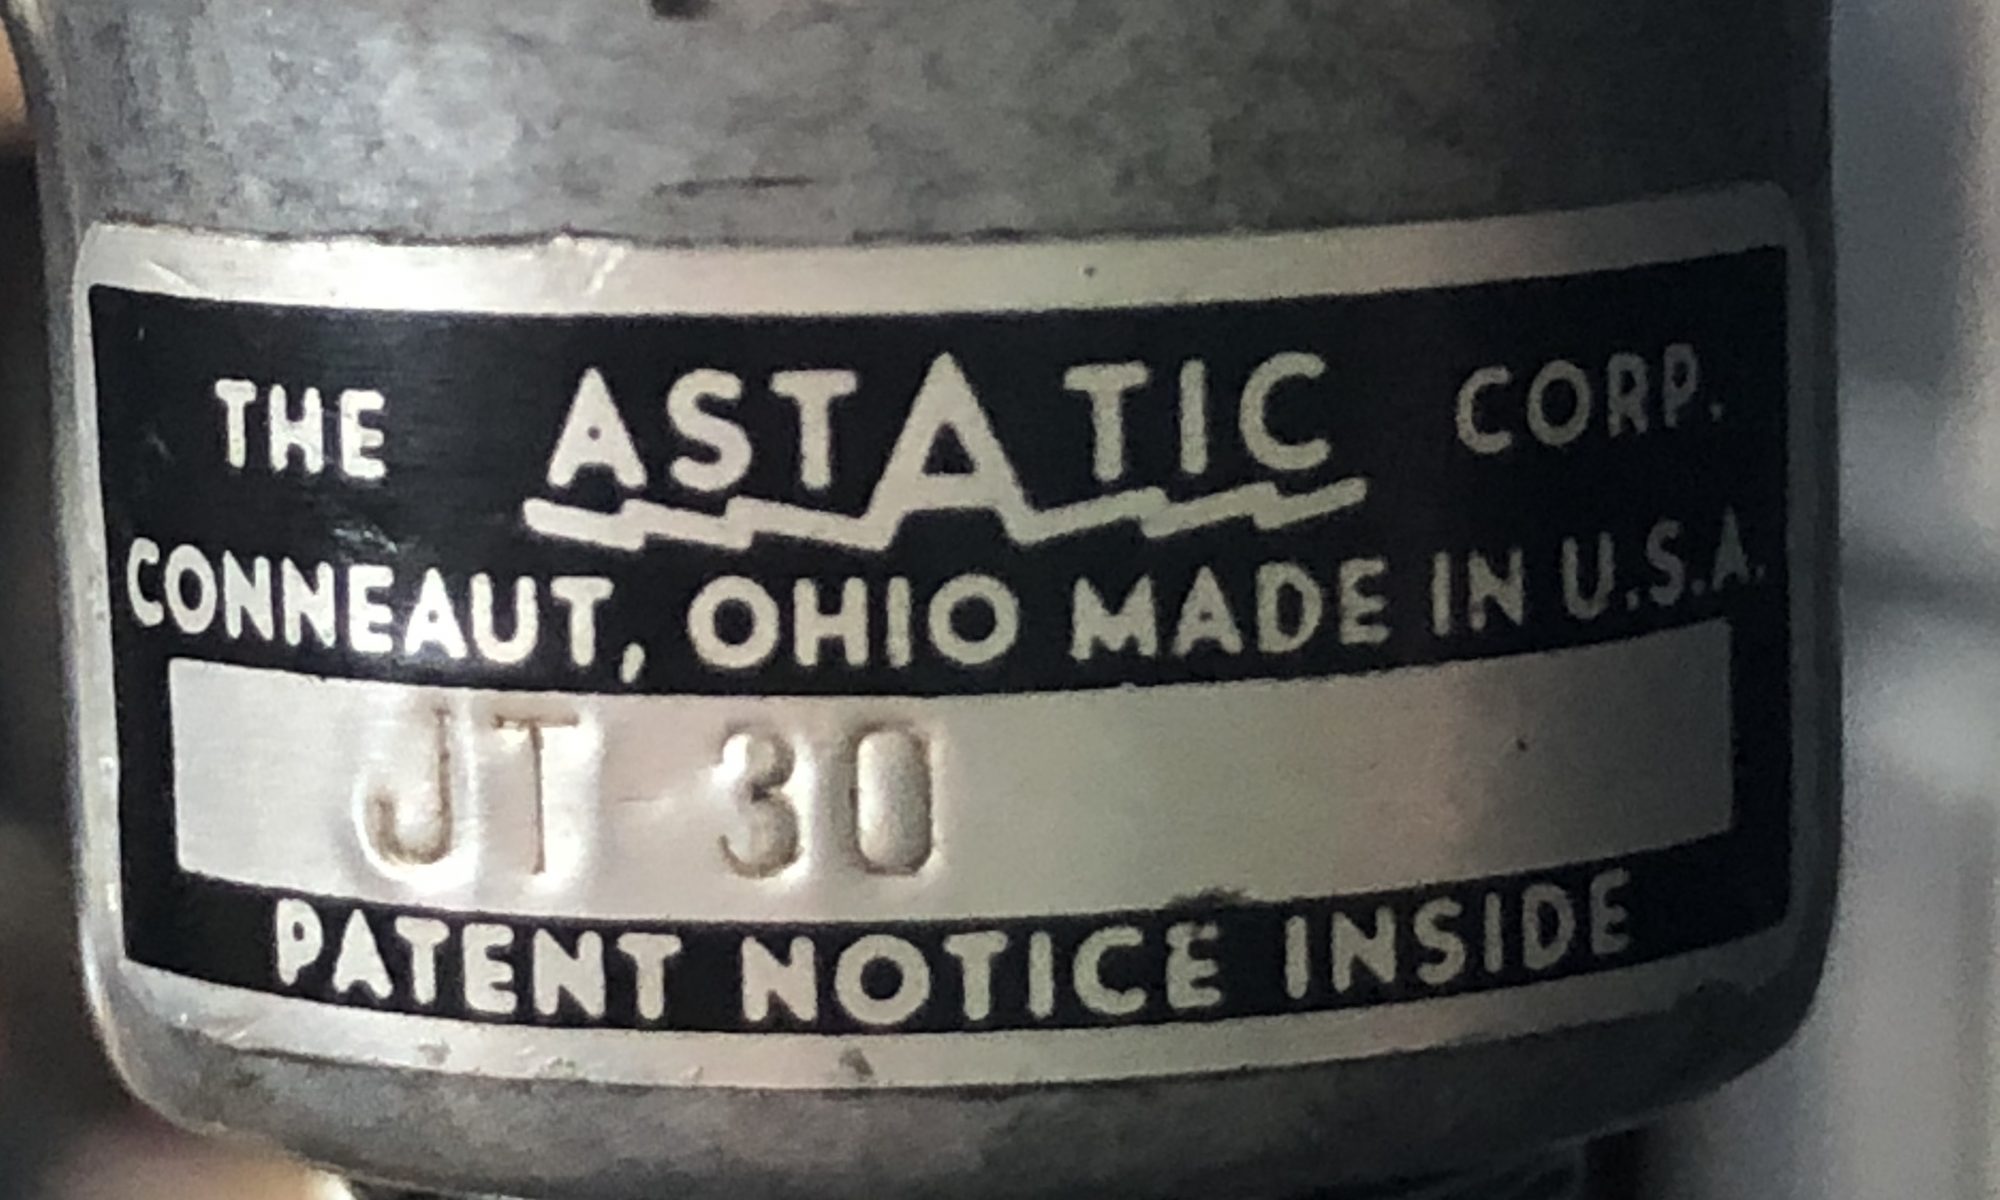 THE ASTATIC CORP.
CONNEAUT, OHIO MADE IN U.S.A.
JT 30
PATENT NOTICE INSIDE